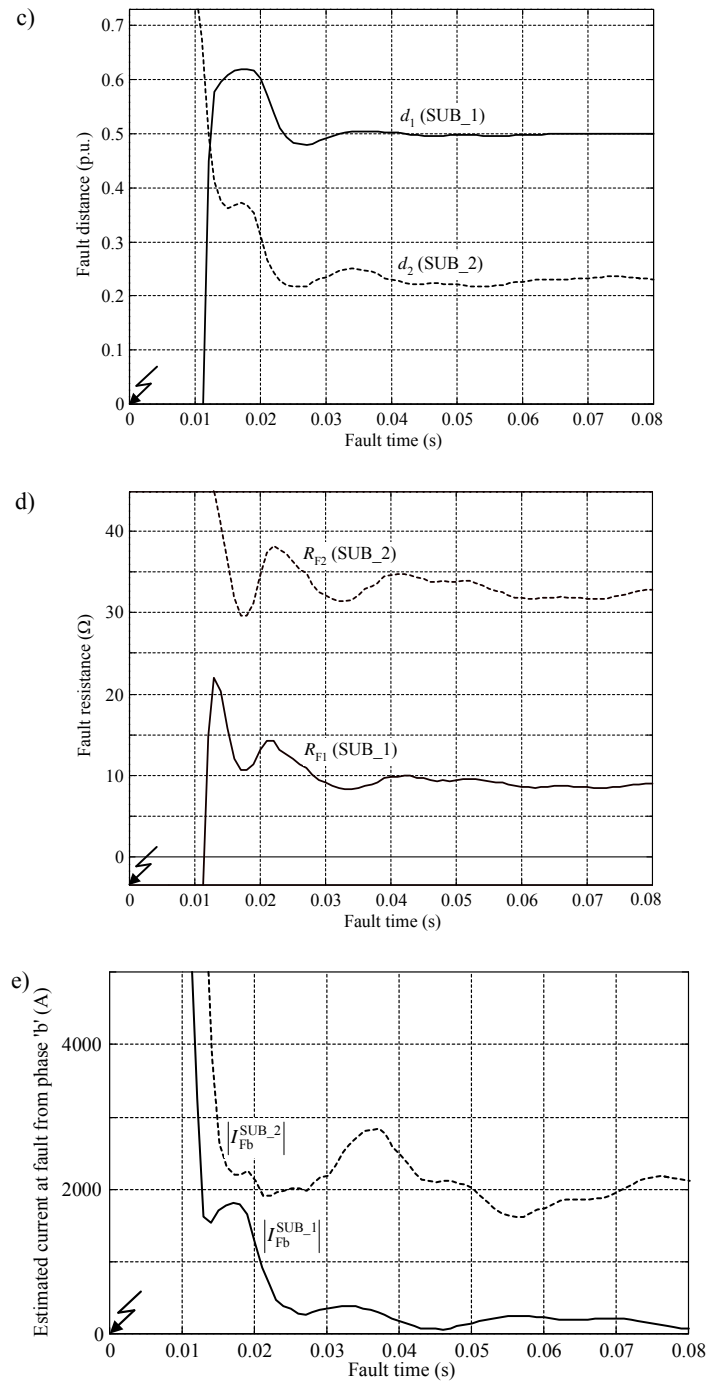 c)
Fault distance (p.u.)
0.7
0.6
0.5
0.4
0.3
0.2
0.1
0
d1 (SUB_1)
d2 (SUB_2)
0 0.01 0.02 0.03 0.04 0.05 0.06 0.07 0.08
Fault time (s)
d)
Fault resistance (Ω)
40
30
20
10
0
RF2 (SUB_2)
RF1 (SUB_1)
0 0.01 0.02 0.03 0.04 0.05 0.06 0.07 0.08
Fault time (s)
e)
Estimated current at fault from phase 'b' (A)
4000
2000
0
|IFb^SUB_2|
|IFb^SUB_1|
0 0.01 0.02 0.03 0.04 0.05 0.06 0.07 0.08
Fault time (s)